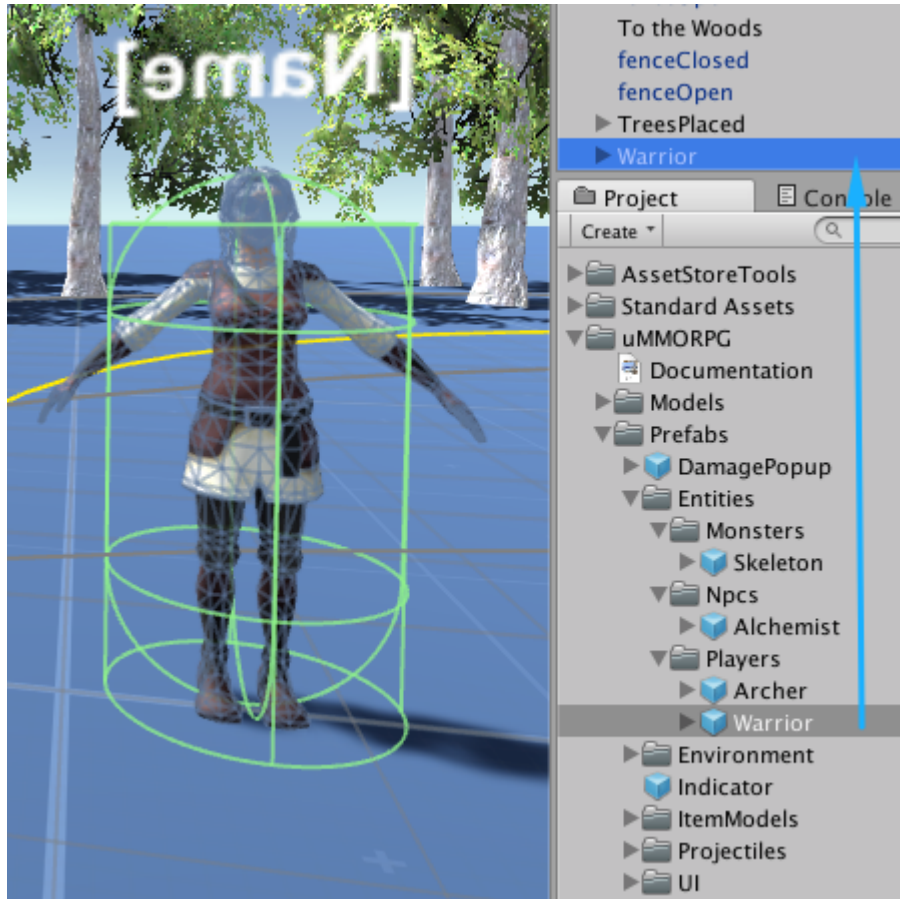 [Name]
To the Woods
fenceClosed
fenceOpen
TreesPlaced
Warrior
Project
Create
AssetStoreTools
Standard Assets
uMMORPG
Documentation
Models
Prefabs
DamagePopup
Entities
Monsters
Skeleton
Npcs
Alchemist
Players
Archer
Warrior
Environment
Indicator
ItemModels
Projectiles
UI